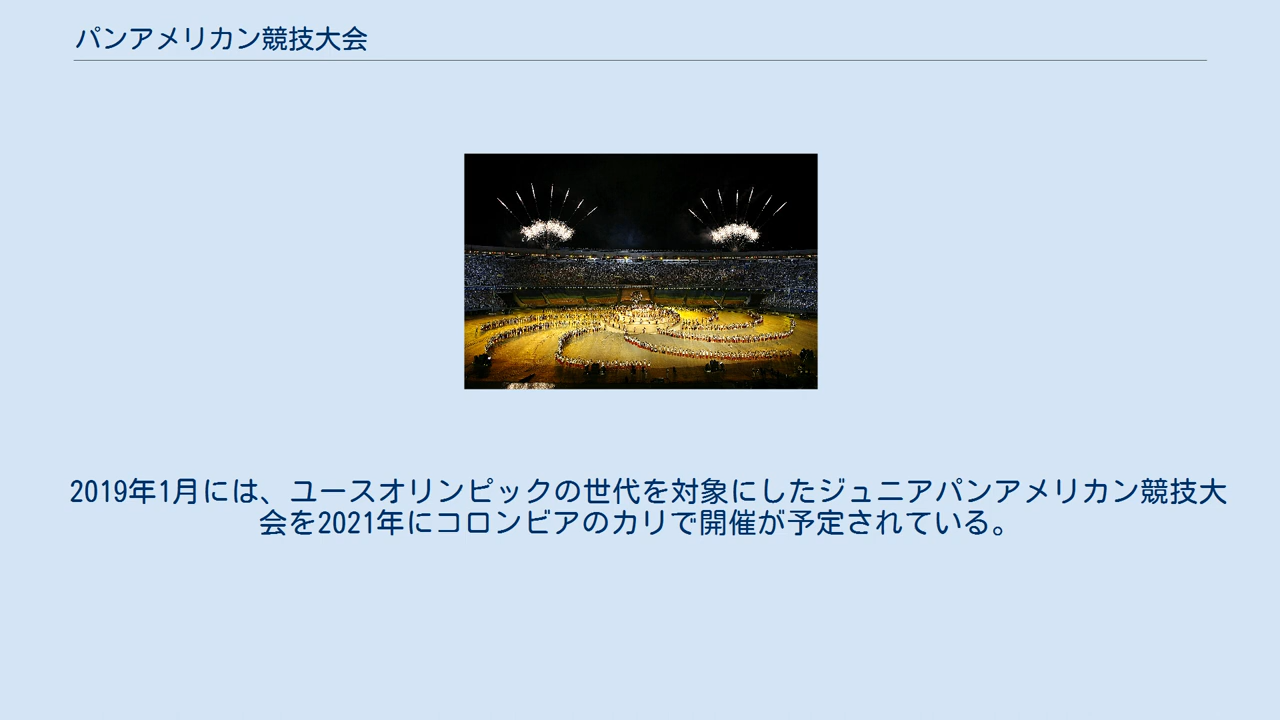 パンアメリカン競技大会
2019年1月には、ユースオリンピックの世代を対象にしたジュニアパンアメリカン競技大
会を2021年にコロンビアのカリで開催が予定されている。